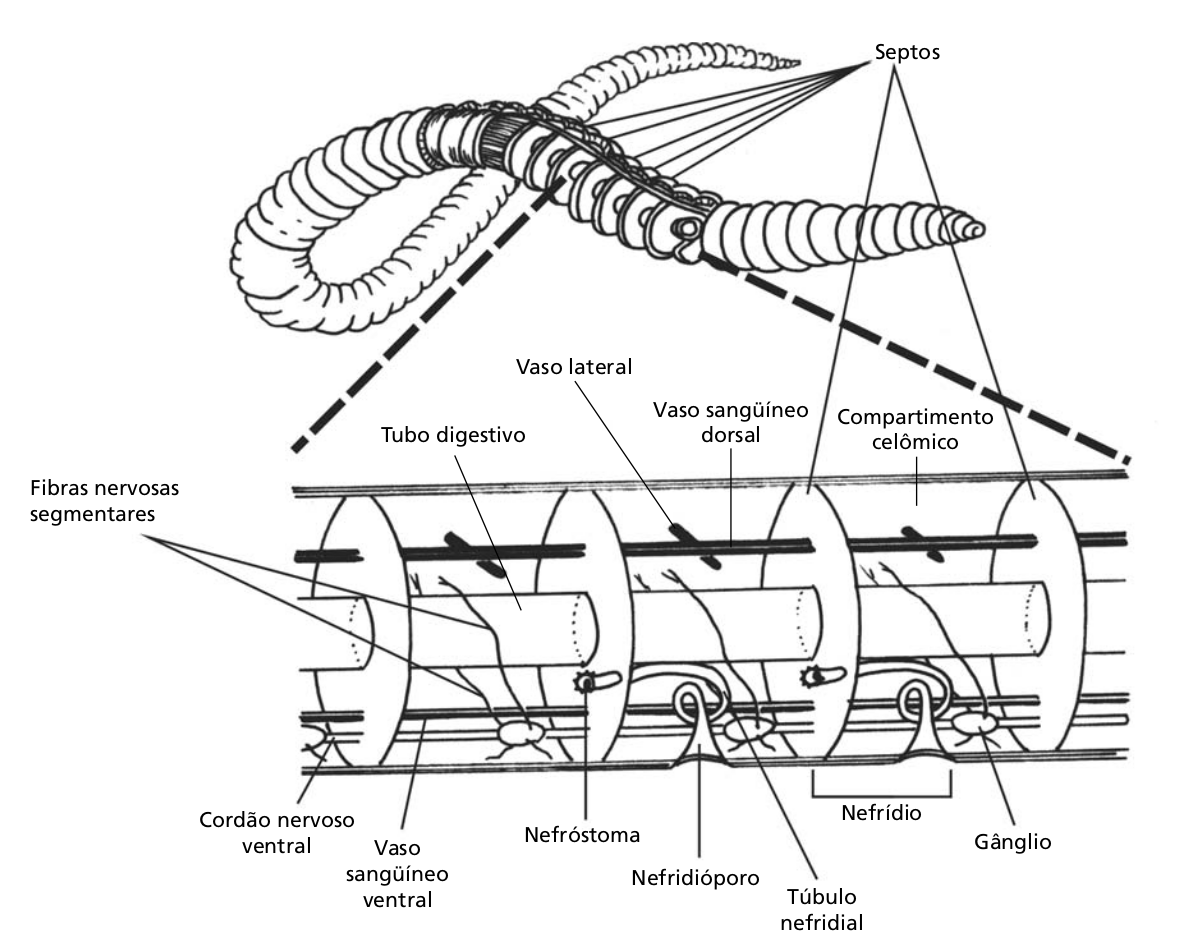 Septos
Vaso lateral
Vaso sangüíneo
dorsal
Compartimento
celômico
Tubo digestivo
Fibras nervosas
segmentares
Cordão nervoso
ventral
Vaso
sangüíneo
ventral
Nefróstoma
Nefridióporo
Túbulo
nefridial
Nefrídio
Gânglio